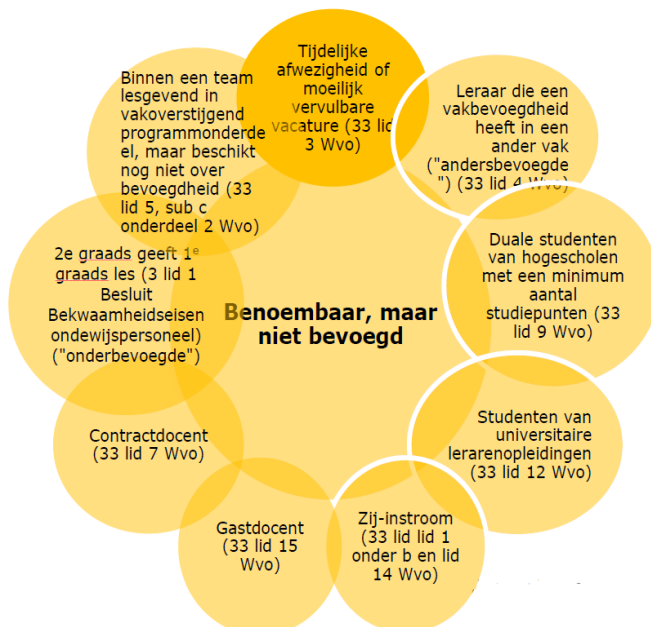 Tijdelijke
afwezigheid of
moeilijk
vervulbare
vacature (33 lid
3 Wvo)
Leraar die een
vakbevoegdheid
heeft in een
ander vak
("andersbevoegde
") (33 lid 4 Wvo)
Duale studenten
van hogescholen
met een minimum
aantal
studiepunten (33
lid 9 Wvo)
Studenten van
universitaire
lerarenopleidingen
(33 lid 12 Wvo)
Zij-instroom
(33 lid lid 1
onder b en lid
14 Wvo)
Gastdocent
(33 lid 15
Wvo)
Contractdocent
(33 lid 7 Wvo)
2e graads geeft 1e
graads les (3 lid 1
Besluit
Bekwaamheidseisen
ondewijspersoneel)
("onderbevoegde")
Binnen een team
lesgevend in
vakoverstijgend
programmonderde
el, maar beschikt
nog niet over
bevoegdheid (33
lid 5, sub c
onderdeel 2 Wvo)
Benoembaar, maar
niet bevoegd